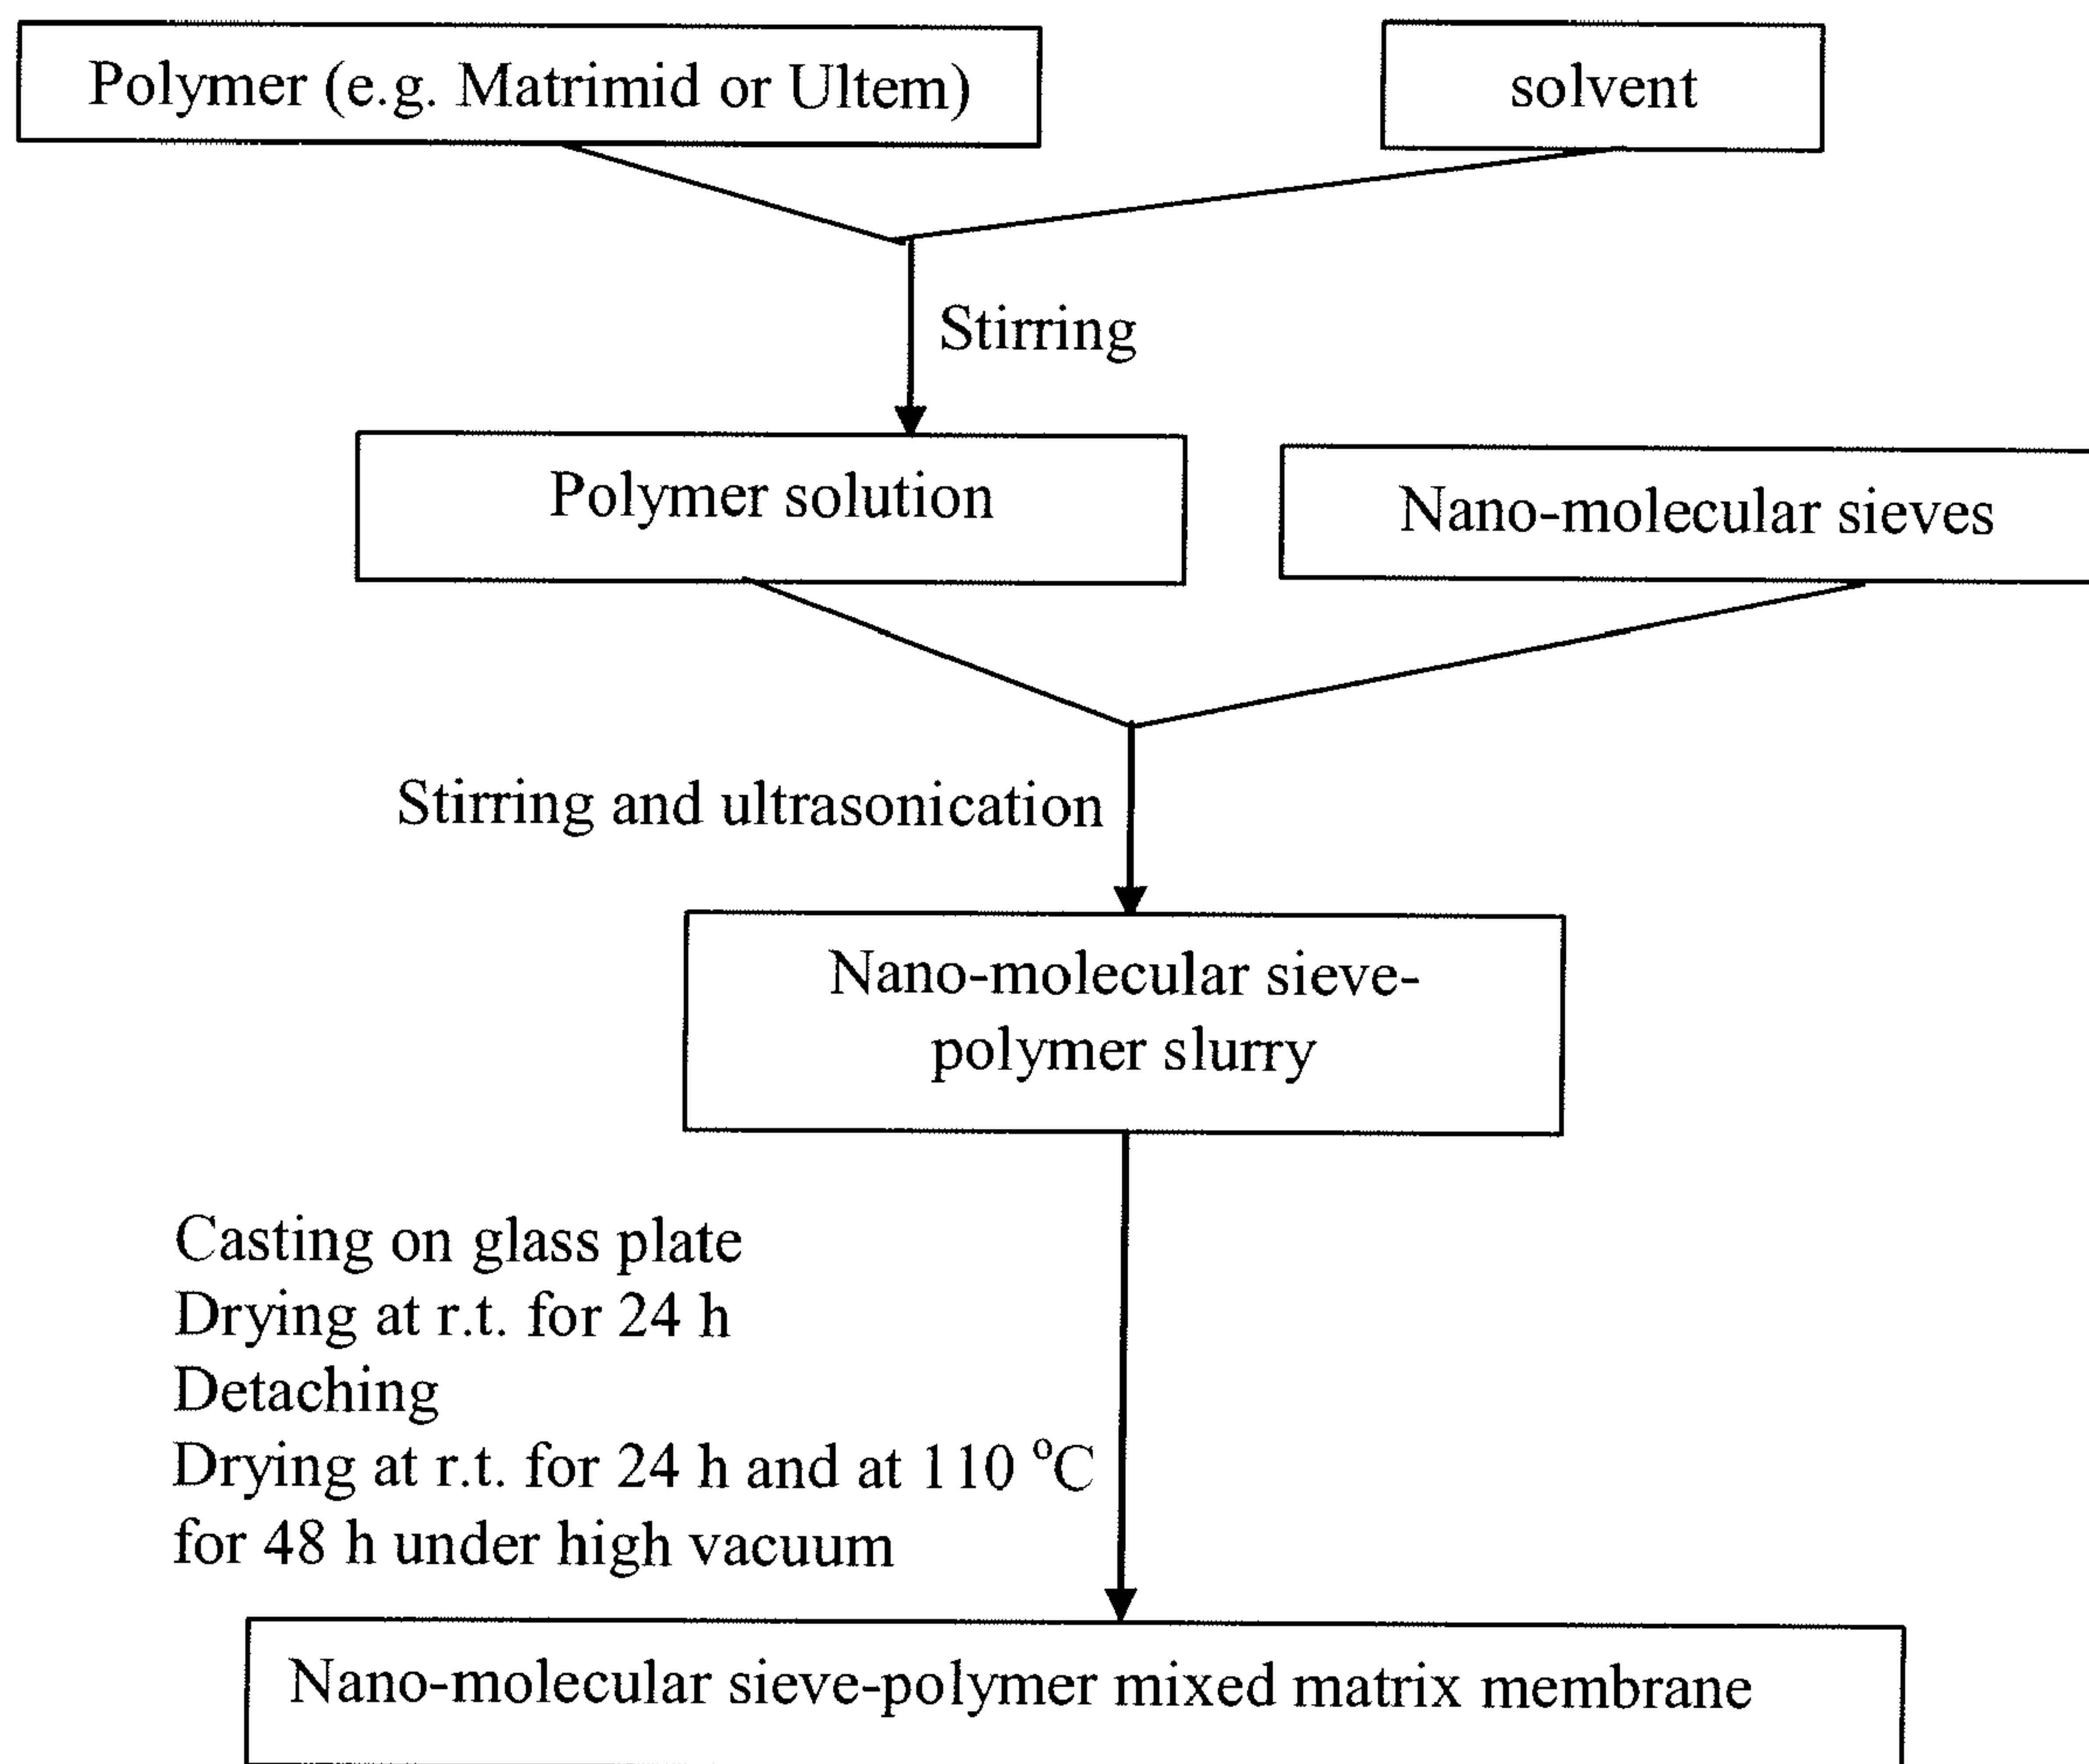 Polymer (e.g. Matrimid or Ultem)
solvent
Stirring
Polymer solution
Nano-molecular sieves
Stirring and ultrasonication
Nano-molecular sieve-
polymer slurry
Casting on glass plate
Drying at r.t. for 24 h
Detaching
Drying at r.t. for 24 h and at 110 °C
for 48 h under high vacuum
Nano-molecular sieve-polymer mixed matrix membrane